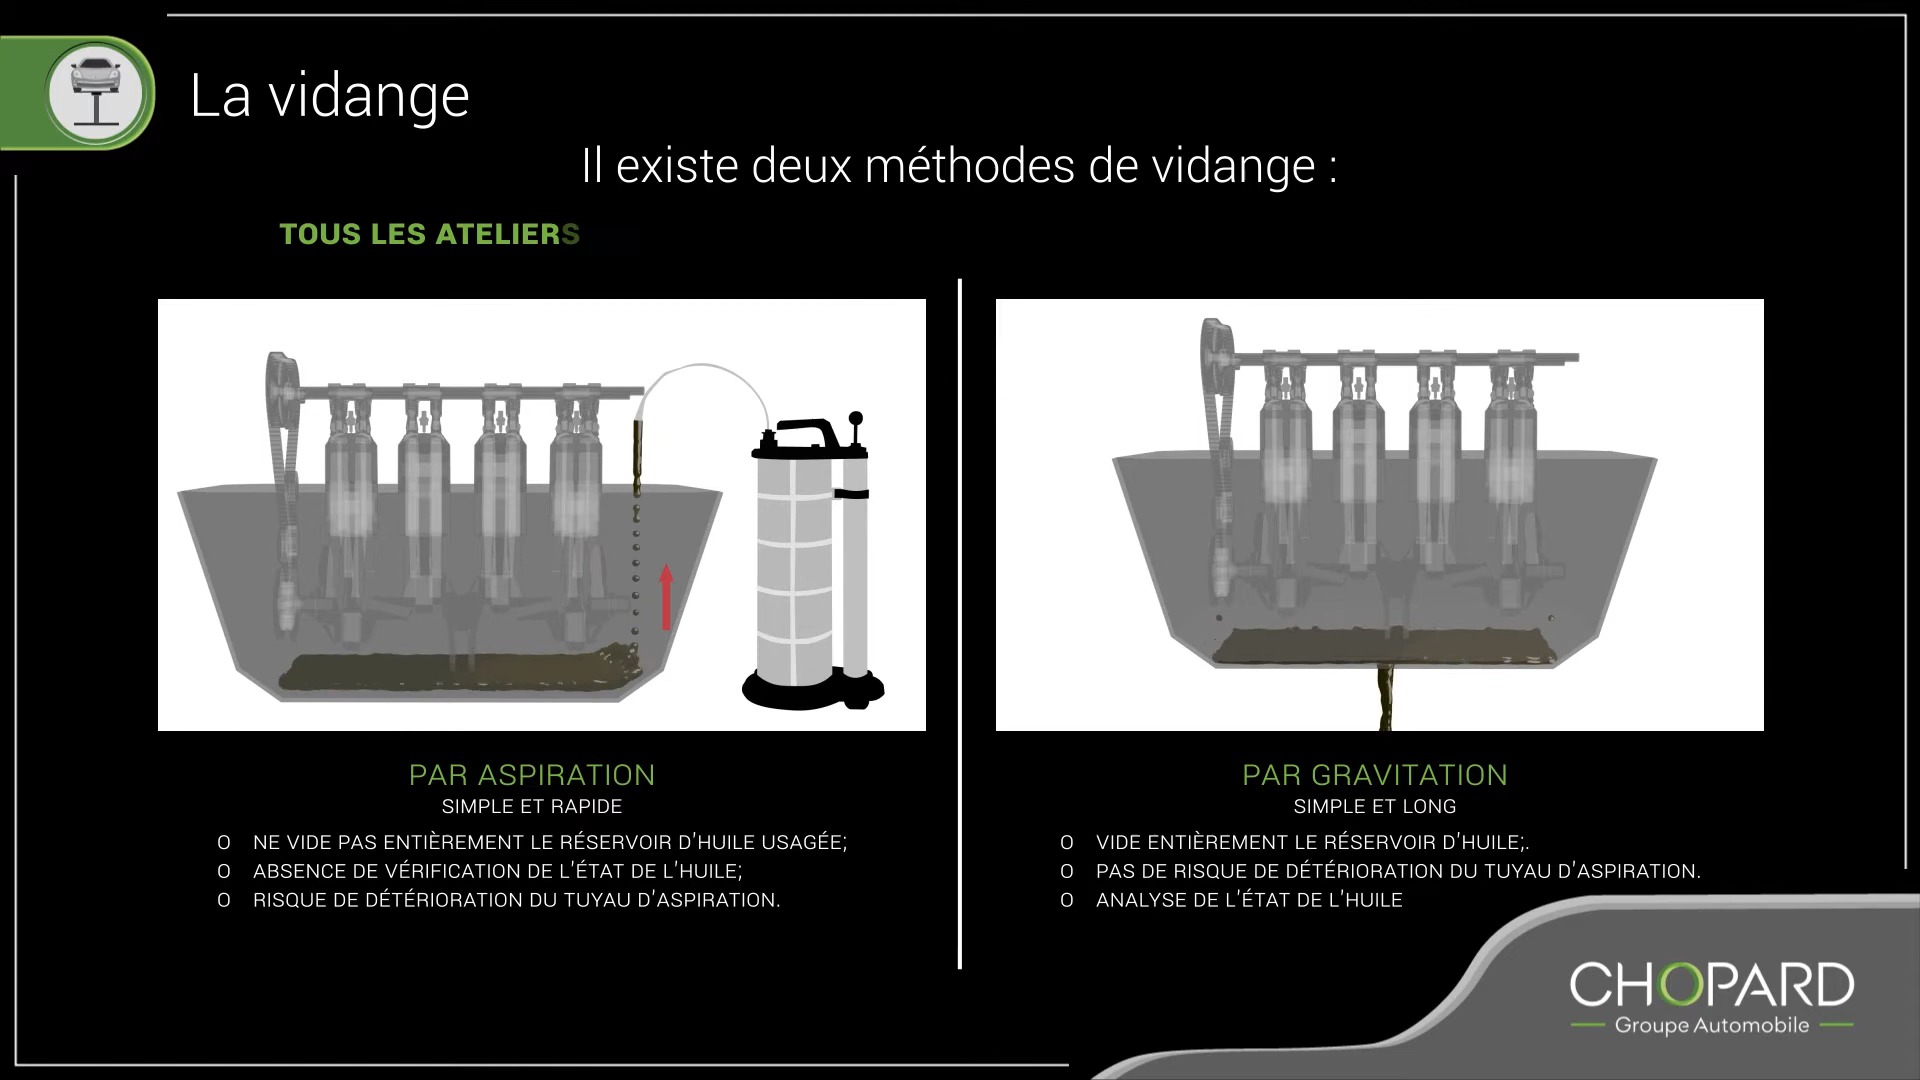 La vidange
Il existe deux méthodes de vidange :
TOUS LES ATELIERS
PAR ASPIRATION
SIMPLE ET RAPIDE
O NE VIDE PAS ENTIÈREMENT LE RÉSERVOIR D'HUILE USAGÉE;
O ABSENCE DE VÉRIFICATION DE L'ÉTAT DE L'HUILE;
O RISQUE DE DÉTÉRIORATION DU TUYAU D'ASPIRATION.
PAR GRAVITATION
SIMPLE ET LONG
O VIDE ENTIÈREMENT LE RÉSERVOIR D'HUILE;.
O PAS DE RISQUE DE DÉTÉRIORATION DU TUYAU D'ASPIRATION.
O ANALYSE DE L'ÉTAT DE L'HUILE
CHOPARD
Groupe Automobile